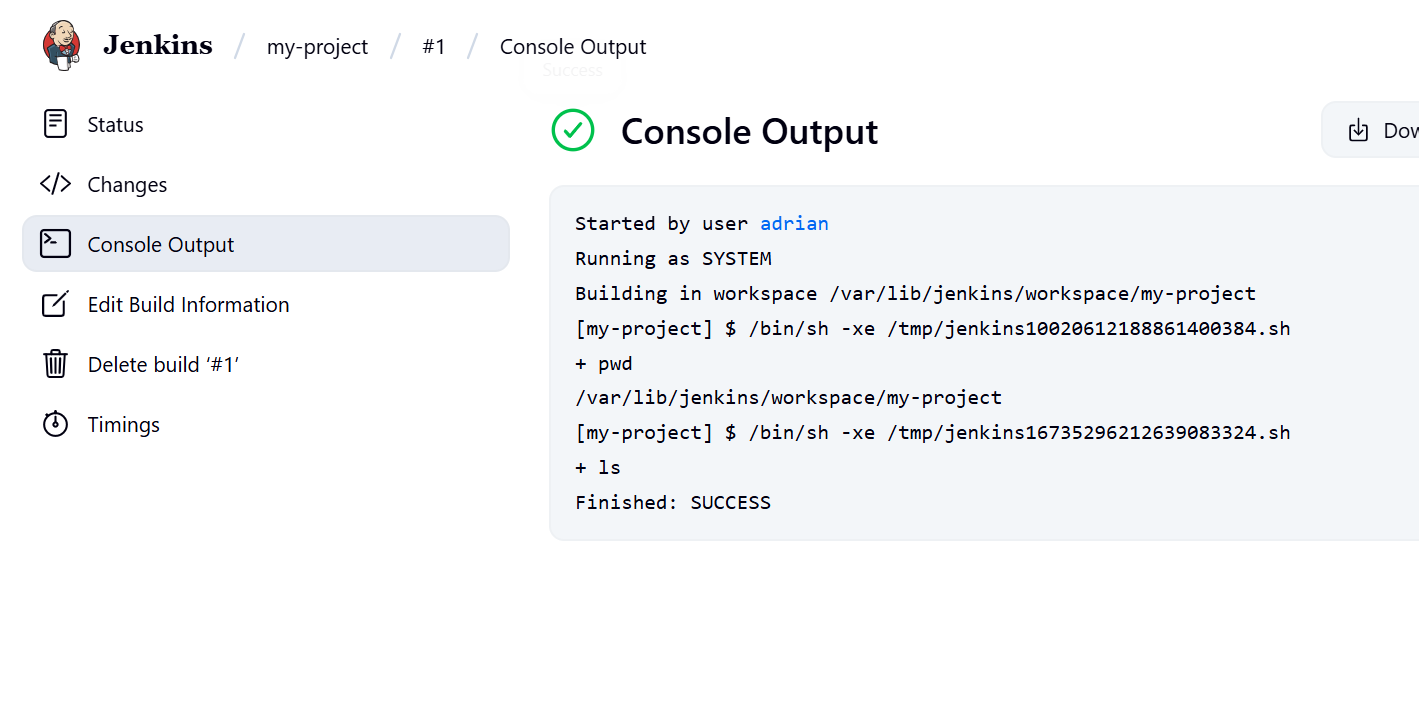 Jenkins / my-project / #1 / Console Output
Success
Status
Changes
Console Output
Edit Build Information
Delete build ‘#1’
Timings
Console Output
Started by user adrian
Running as SYSTEM
Building in workspace /var/lib/jenkins/workspace/my-project
[my-project] $ /bin/sh -xe /tmp/jenkins10020612188861400384.sh
+ pwd
/var/lib/jenkins/workspace/my-project
[my-project] $ /bin/sh -xe /tmp/jenkins16735296212639083324.sh
+ ls
Finished: SUCCESS